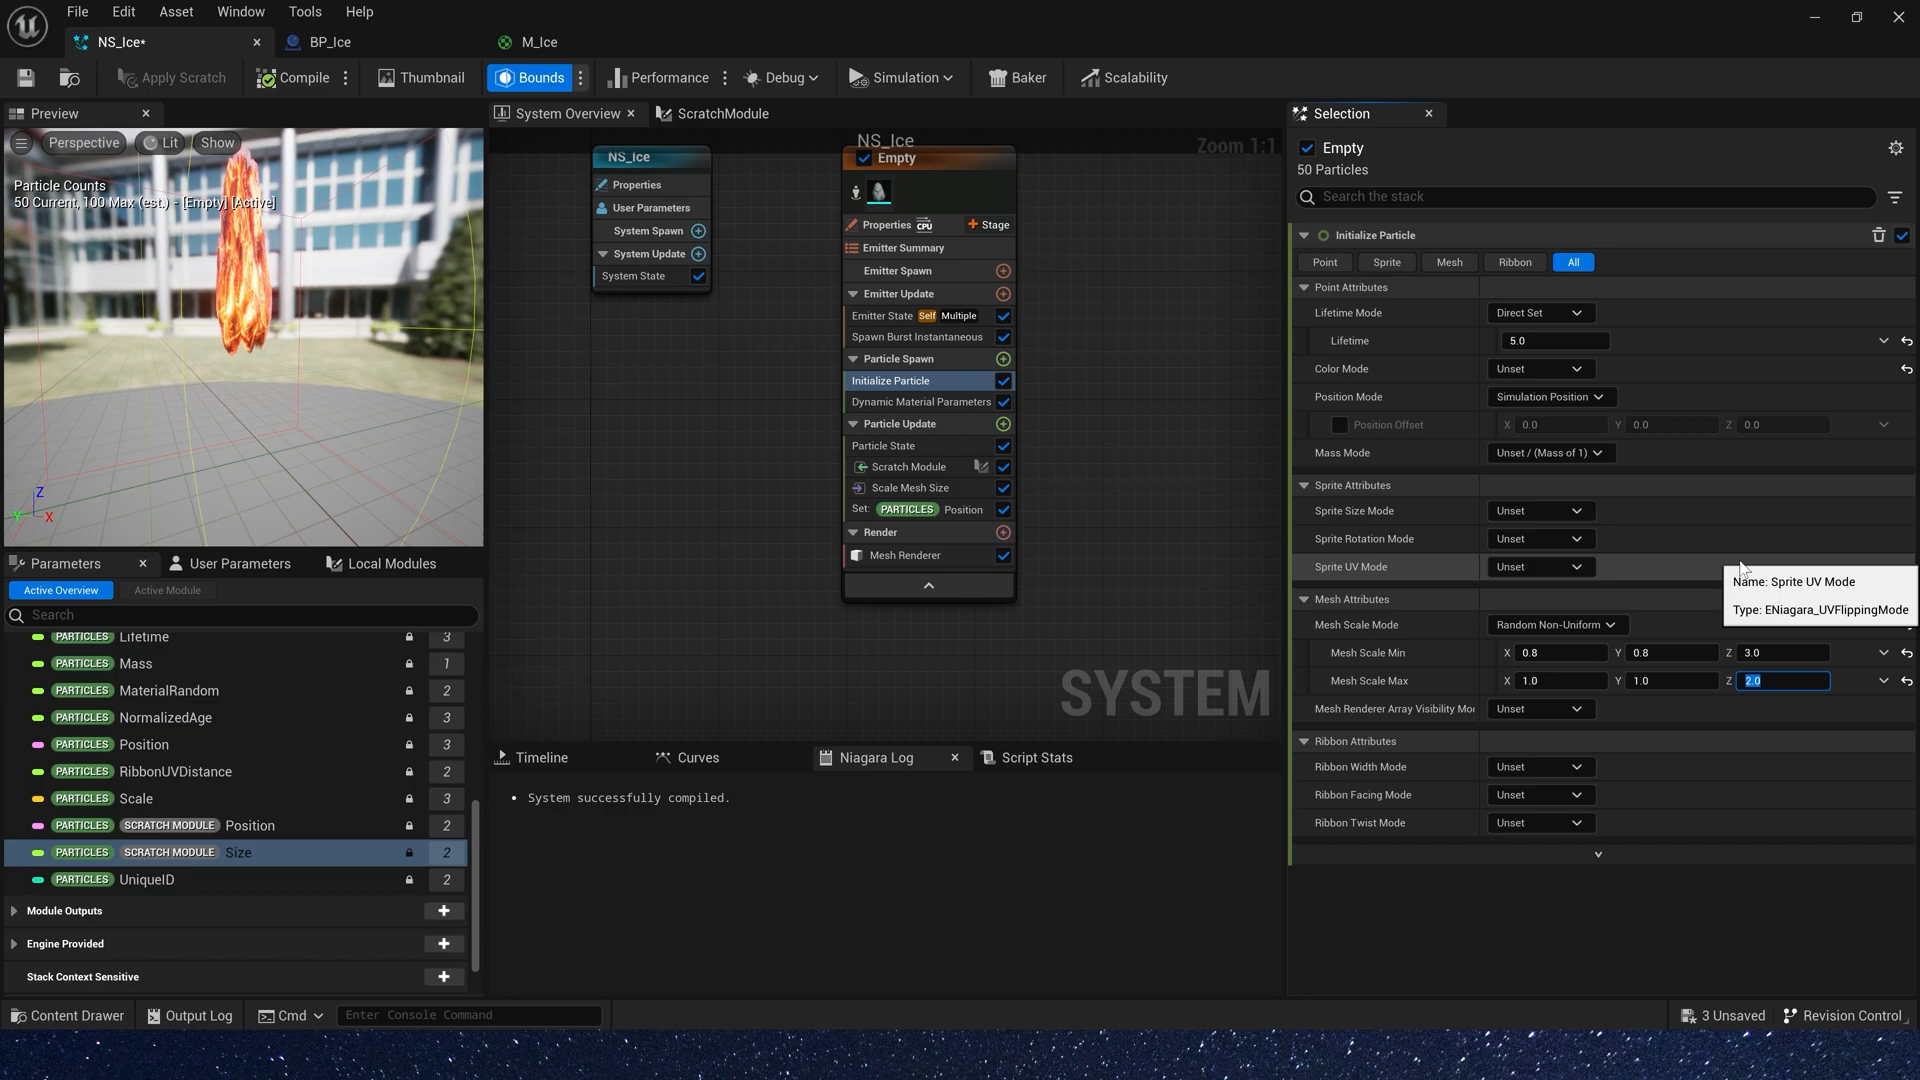 File Edit Asset Window Tools Help
NS_Ice*
BP_Ice
M_Ice
Apply Scratch
Compile
Thumbnail
Bounds
Performance
Debug
Simulation
Baker
Scalability
Preview
Perspective
Lit
Show
Particle Counts
50 Current, 100 Max (est.) - [Empty] [Active]
Z
Y
X
Parameters
User Parameters
Local Modules
Active Overview
Active Module
Search
PARTICLES Lifetime 3
PARTICLES Mass 1
PARTICLES MaterialRandom 2
PARTICLES NormalizedAge 3
PARTICLES Position 3
PARTICLES RibbonUVDistance 2
PARTICLES Scale 3
PARTICLES SCRATCH MODULE Position 2
PARTICLES SCRATCH MODULE Size 2
PARTICLES UniqueID 2
Module Outputs
Engine Provided
Stack Context Sensitive
System Overview
ScratchModule
NS_Ice
Zoom 1:1
NS_Ice
Properties
User Parameters
System Spawn
System Update
System State
Empty
Properties CPU Stage
Emitter Summary
Emitter Spawn
Emitter Update
Emitter State Self Multiple
Spawn Burst Instantaneous
Particle Spawn
Initialize Particle
Dynamic Material Parameters
Particle Update
Particle State
Scratch Module
Scale Mesh Size
Set: PARTICLES Position
Render
Mesh Renderer
SYSTEM
Timeline
Curves
Niagara Log
Script Stats
System successfully compiled.
Selection
Empty
50 Particles
Search the stack
Initialize Particle
Point Sprite Mesh Ribbon All
Point Attributes
Lifetime Mode Direct Set
Lifetime 5.0
Color Mode Unset
Position Mode Simulation Position
Position Offset X 0.0 Y 0.0 Z 0.0
Mass Mode Unset / (Mass of 1)
Sprite Attributes
Sprite Size Mode Unset
Sprite Rotation Mode Unset
Sprite UV Mode Unset
Name: Sprite UV Mode
Type: ENiagara_UVFlippingMode
Mesh Attributes
Mesh Scale Mode Random Non-Uniform
Mesh Scale Min X 0.8 Y 0.8 Z 3.0
Mesh Scale Max X 1.0 Y 1.0 Z 2.0
Mesh Renderer Array Visibility Mo Unset
Ribbon Attributes
Ribbon Width Mode Unset
Ribbon Facing Mode Unset
Ribbon Twist Mode Unset
Content Drawer
Output Log
Cmd
Enter Console Command
3 Unsaved
Revision Control